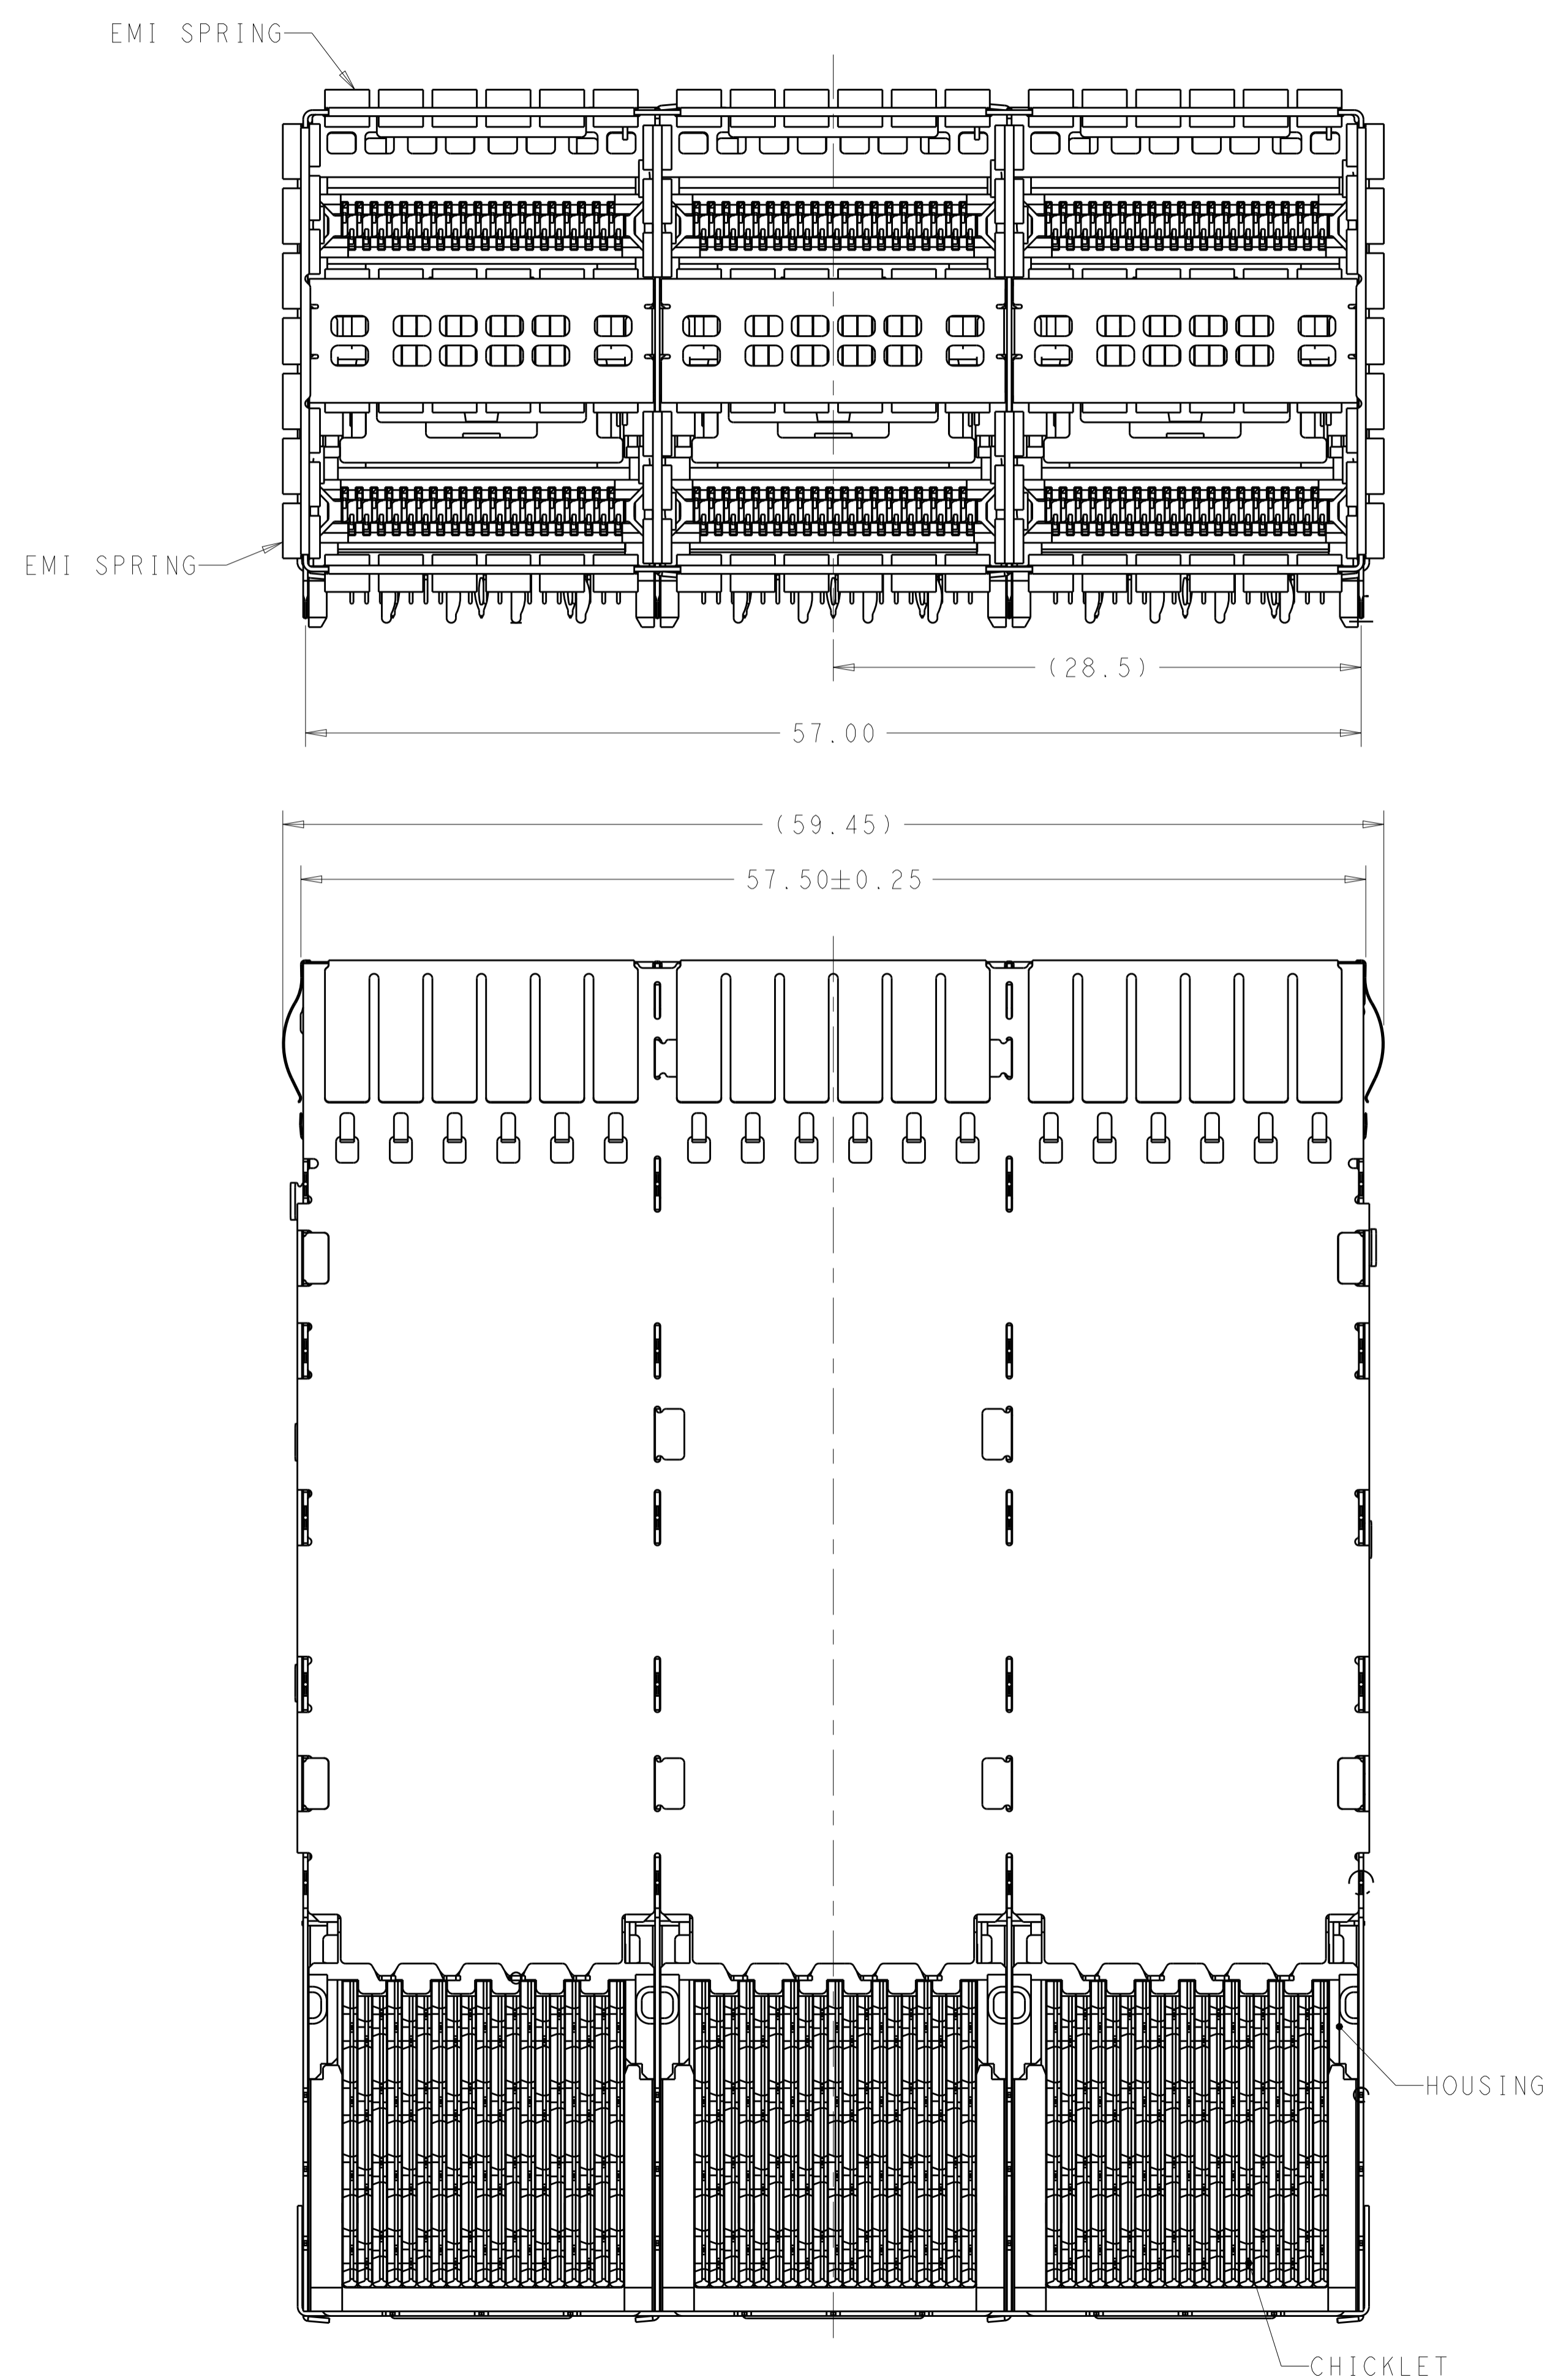 EMI SPRING
EMI SPRING
(28.5)
57.00
(59.45)
57.50±0.25
HOUSING
CHICKLET